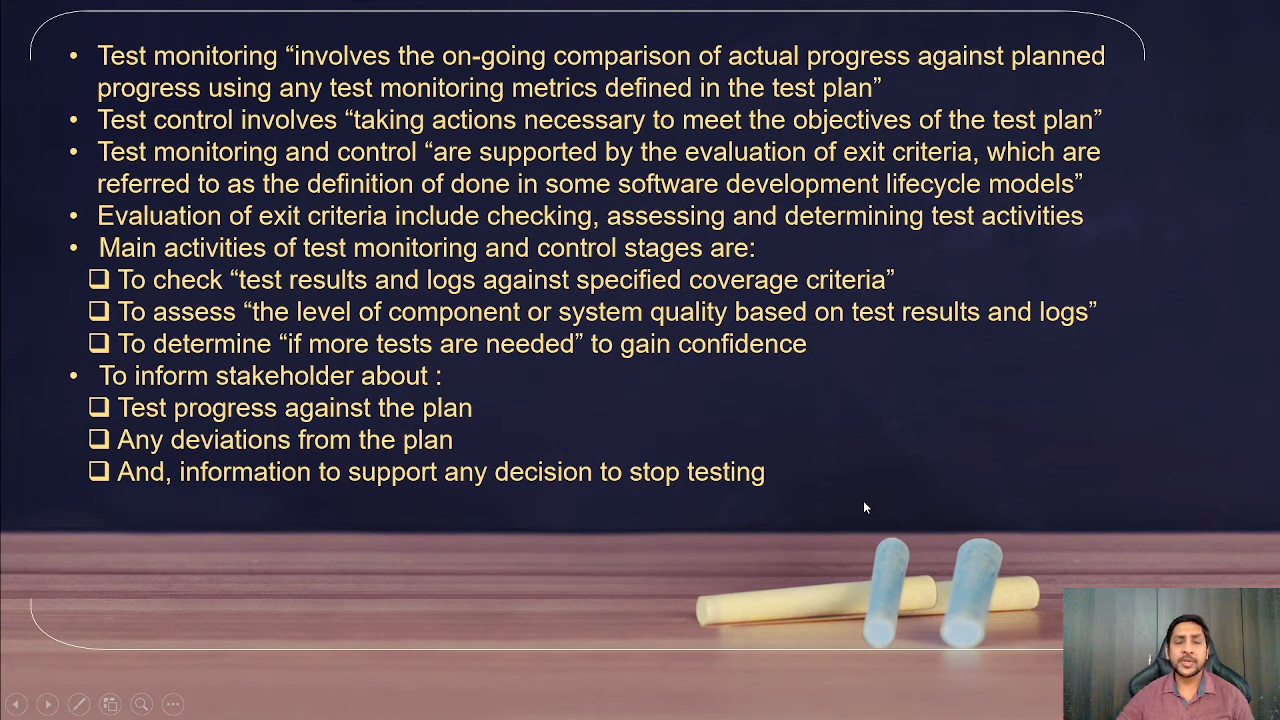 • Test monitoring “involves the on-going comparison of actual progress against planned
progress using any test monitoring metrics defined in the test plan”
• Test control involves “taking actions necessary to meet the objectives of the test plan”
• Test monitoring and control “are supported by the evaluation of exit criteria, which are
referred to as the definition of done in some software development lifecycle models”
• Evaluation of exit criteria include checking, assessing and determining test activities
• Main activities of test monitoring and control stages are:
❑ To check “test results and logs against specified coverage criteria”
❑ To assess “the level of component or system quality based on test results and logs”
❑ To determine “if more tests are needed” to gain confidence
• To inform stakeholder about :
❑ Test progress against the plan
❑ Any deviations from the plan
❑ And, information to support any decision to stop testing